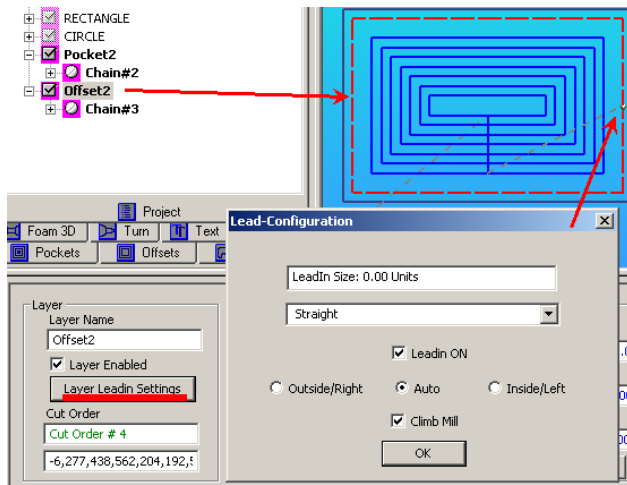 RECTANGLE
CIRCLE
Pocket2
Chain#2
Offset2
Chain#3
Project
Foam 3D
Turn
Text
Pockets
Offsets
Lead-Configuration
LeadIn Size: 0.00 Units
Straight
Leadin ON
Outside/Right
Auto
Inside/Left
Climb Mill
OK
Layer
Layer Name
Offset2
Layer Enabled
Layer Leadin Settings
Cut Order
Cut Order # 4
-6,277,438,562,204,192,